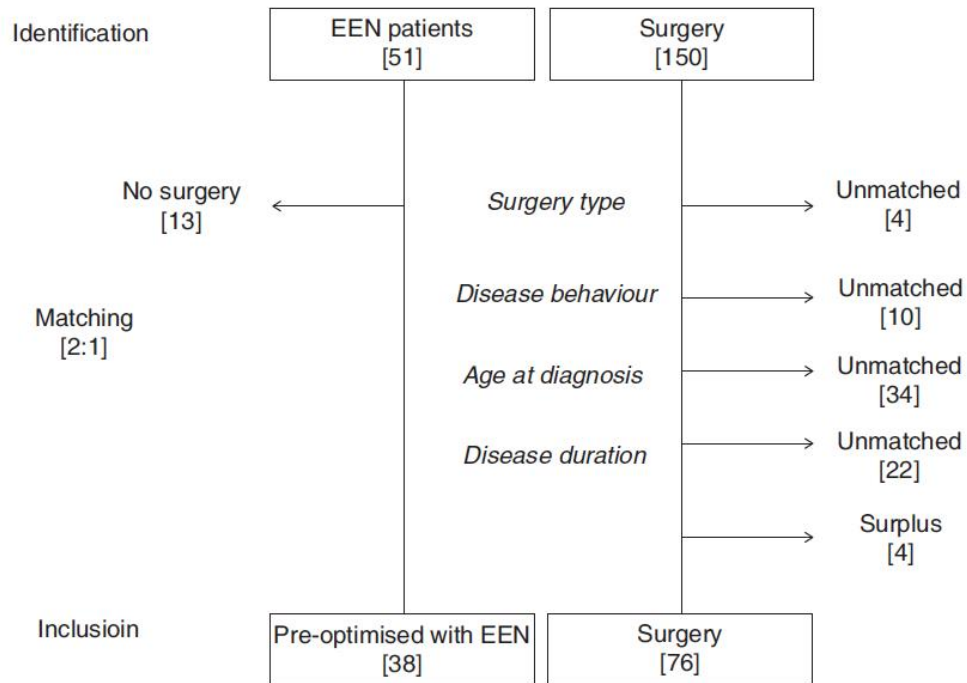 Identification
EEN patients
[51]
Surgery
[150]
No surgery
[13]
Surgery type
Unmatched
[4]
Disease behaviour
Unmatched
[10]
Matching
[2:1]
Age at diagnosis
Unmatched
[34]
Disease duration
Unmatched
[22]
Surplus
[4]
Inclusioin
Pre-optimised with EEN
[38]
Surgery
[76]